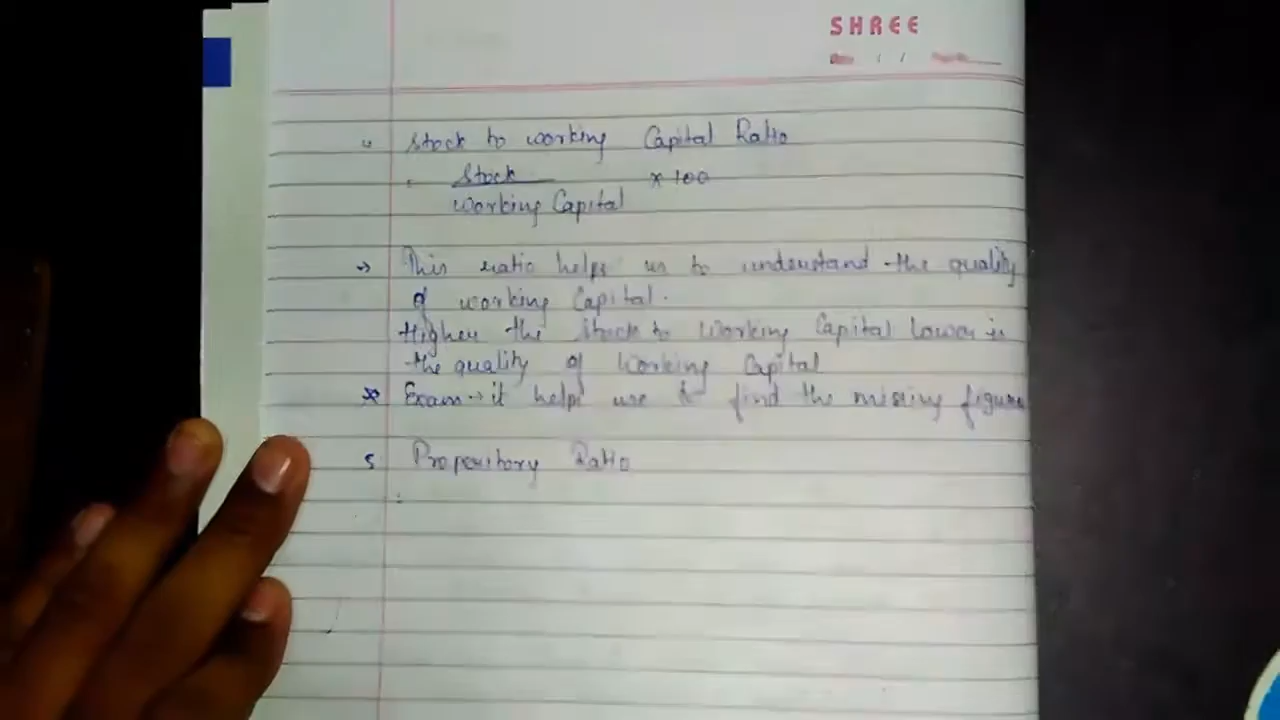 SHREE
4 Stock to working Capital Ratio
: Stock × 100
Working Capital
→ This ratio helps us to understand the quality
of working Capital.
Higher the stock to working Capital lower is
the quality of working Capital
* Exam → it helps use to find the missing figures
5 Properitory Ratio
: